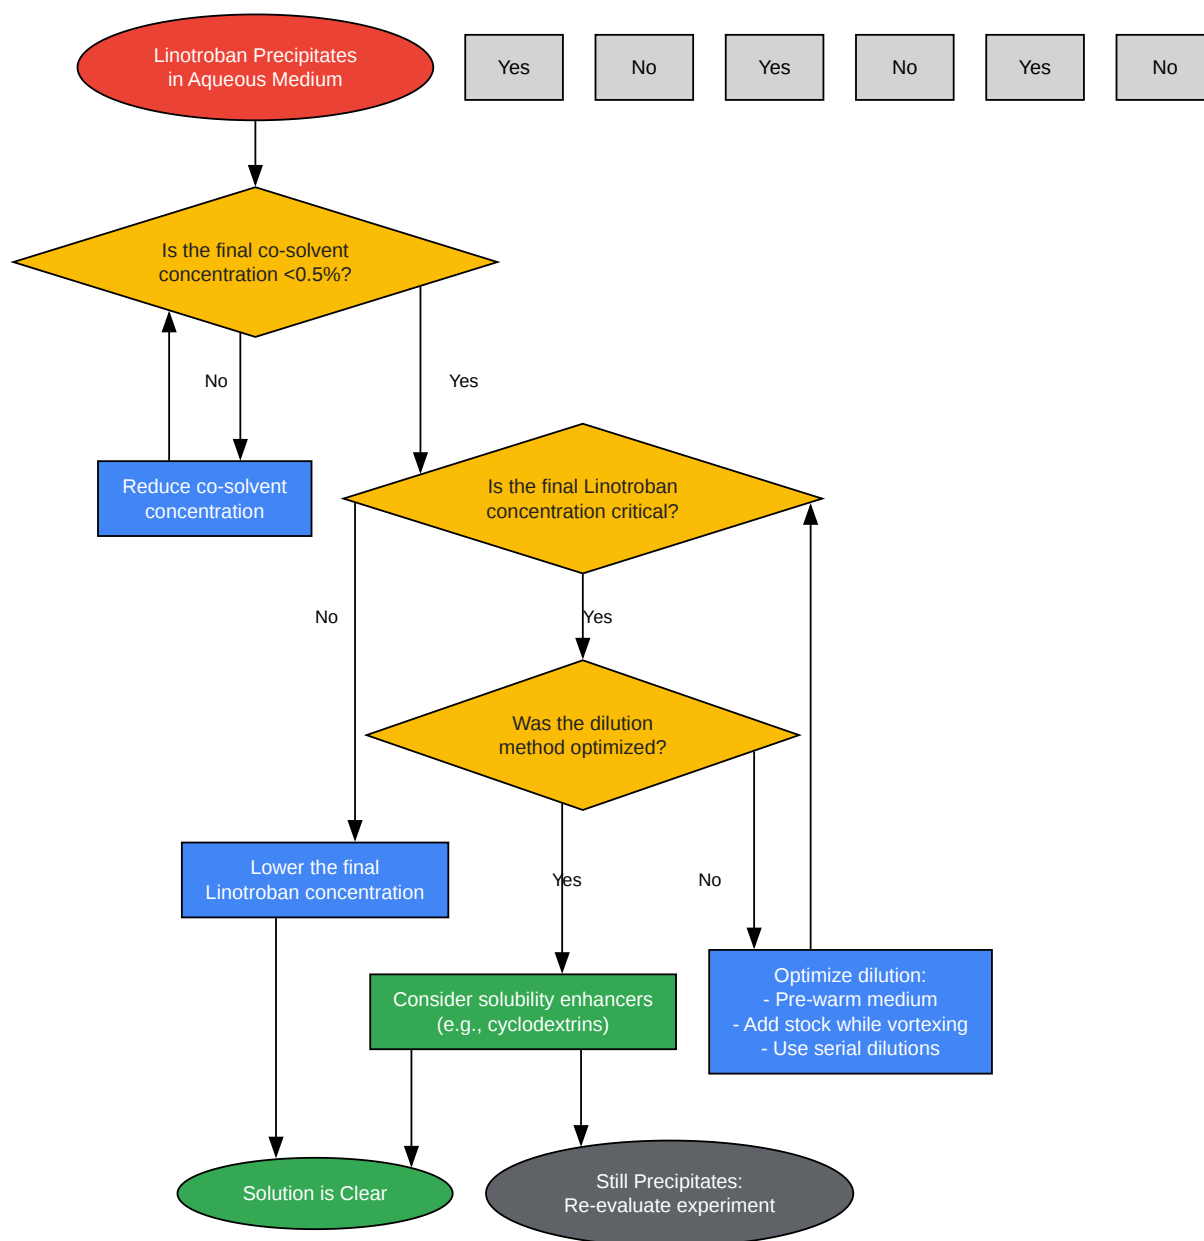 Linotroban Precipitates
in Aqueous Medium
Yes
No
Yes
No
Yes
No
Is the final co-solvent
concentration <0.5%?
No
Yes
Reduce co-solvent
concentration
Is the final Linotroban
concentration critical?
No
Yes
Was the dilution
method optimized?
Lower the final
Linotroban concentration
Yes
No
Consider solubility enhancers
(e.g., cyclodextrins)
Optimize dilution:
- Pre-warm medium
- Add stock while vortexing
- Use serial dilutions
Solution is Clear
Still Precipitates:
Re-evaluate experiment